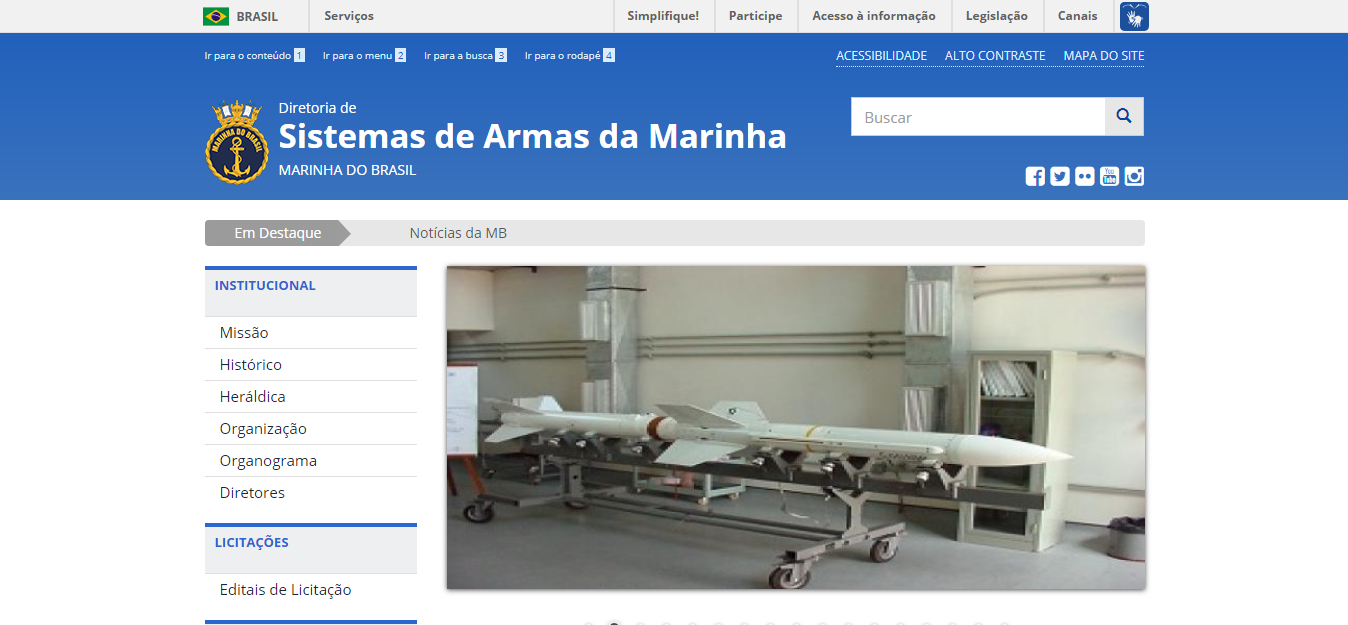 BRASIL
Serviços
Simplifique!
Participe
Acesso à informação
Legislação
Canais
Ir para o conteúdo 1
Ir para o menu 2
Ir para a busca 3
Ir para o rodapé 4
ACESSIBILIDADE
ALTO CONTRASTE
MAPA DO SITE
MARINHA DO BRASIL
Diretoria de
Sistemas de Armas da Marinha
MARINHA DO BRASIL
Buscar
You
Tube
Em Destaque
Notícias da MB
INSTITUCIONAL
Missão
Histórico
Heráldica
Organização
Organograma
Diretores
LICITAÇÕES
Editais de Licitação